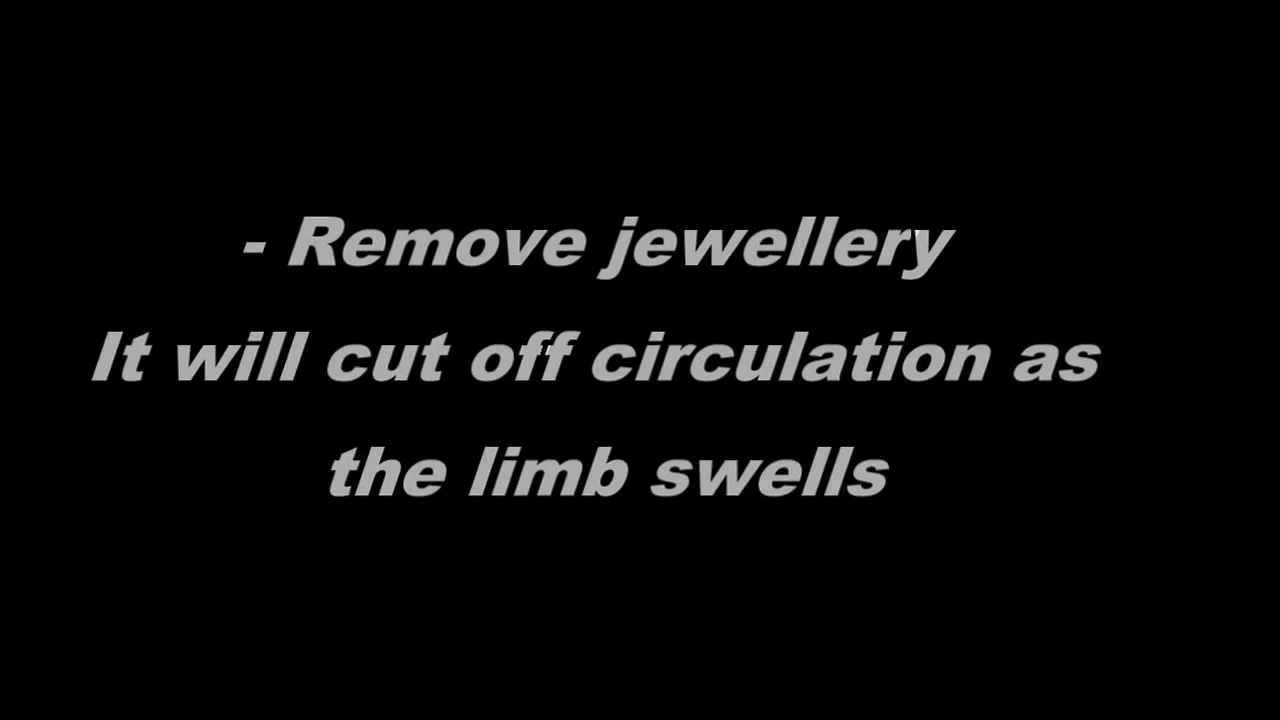 - Remove jewellery
It will cut off circulation as
the limb swells